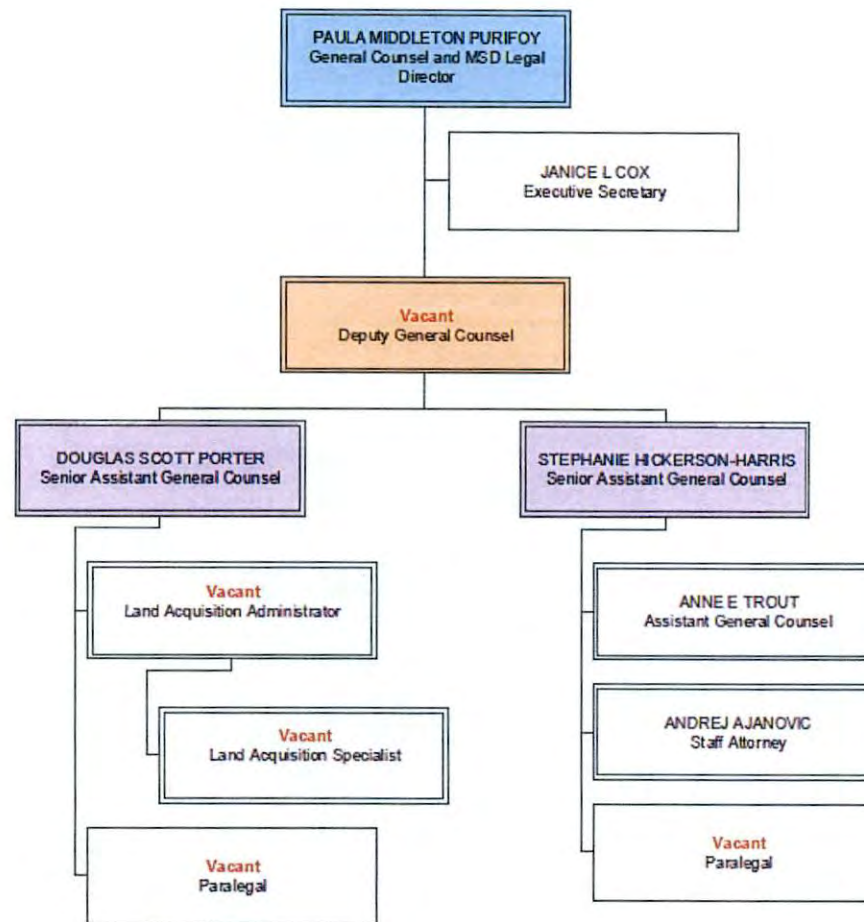 PAULA MIDDLETON PURIFOY
General Counsel and MSD Legal
Director
JANICE L COX
Executive Secretary
Vacant
Deputy General Counsel
DOUGLAS SCOTT PORTER
Senior Assistant General Counsel
STEPHANIE HICKERSON-HARRIS
Senior Assistant General Counsel
Vacant
Land Acquisition Administrator
Vacant
Land Acquisition Specialist
Vacant
Paralegal
ANNE E TROUT
Assistant General Counsel
ANDREJ AJANOVIC
Staff Attorney
Vacant
Paralegal